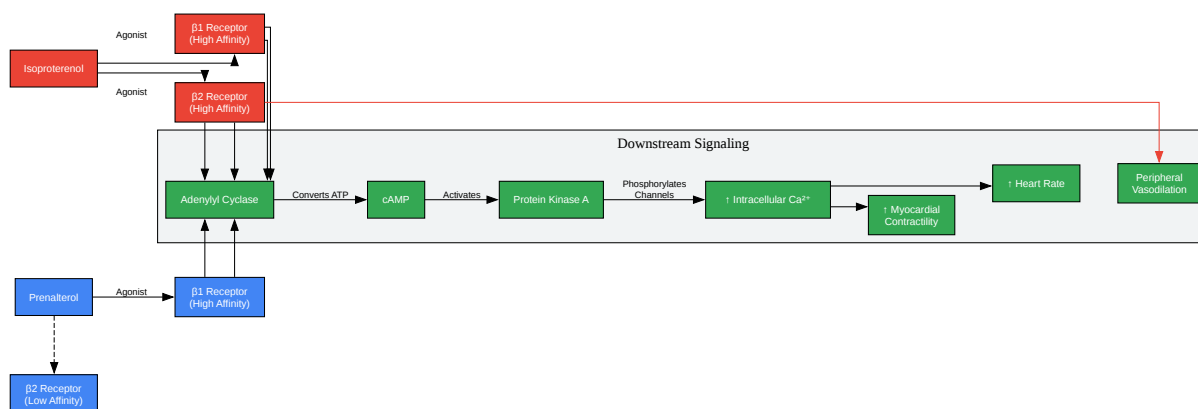 β1 Receptor
(High Affinity)
Agonist
Isoproterenol
Agonist
β2 Receptor
(High Affinity)
Downstream Signaling
Adenylyl Cyclase
Converts ATP
cAMP
Activates
Protein Kinase A
Phosphorylates
Channels
↑ Intracellular Ca²⁺
↑ Heart Rate
↑ Myocardial
Contractility
Peripheral
Vasodilation
Prenalterol
Agonist
β1 Receptor
(High Affinity)
β2 Receptor
(Low Affinity)